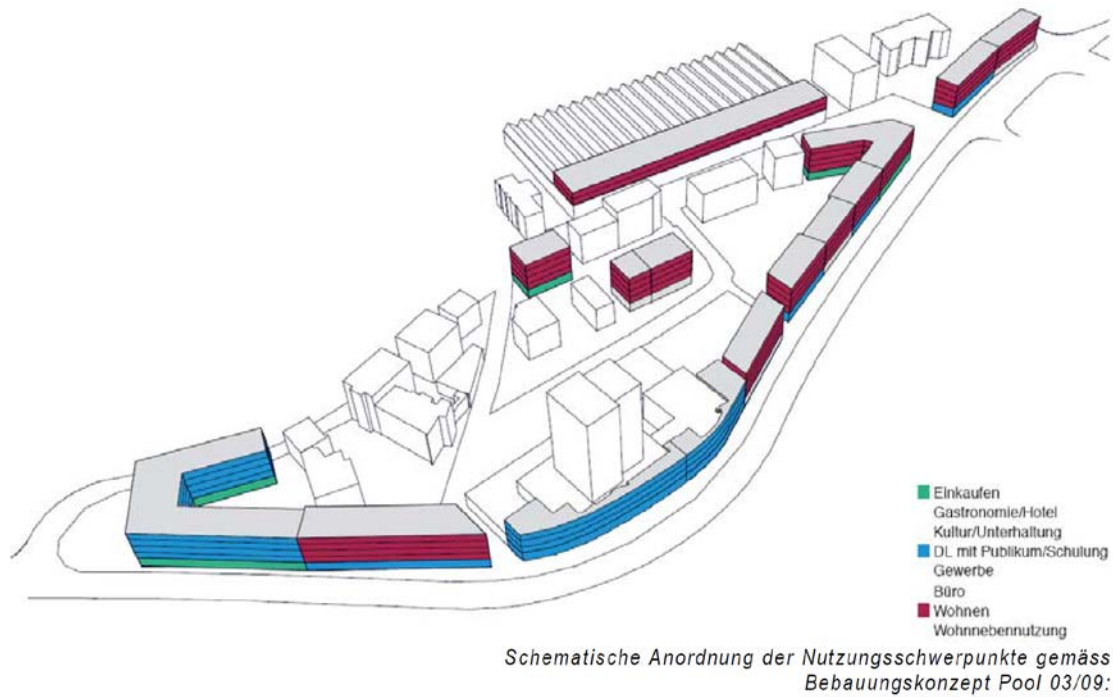 Einkaufen
Gastronomie/Hotel
Kultur/Unterhaltung
DL mit Publikum/Schulung
Gewerbe
Büro
Wohnen
Wohnnebennutzung
Schematische Anordnung der Nutzungsschwerpunkte gemäss
Bebauungskonzept Pool 03/09: